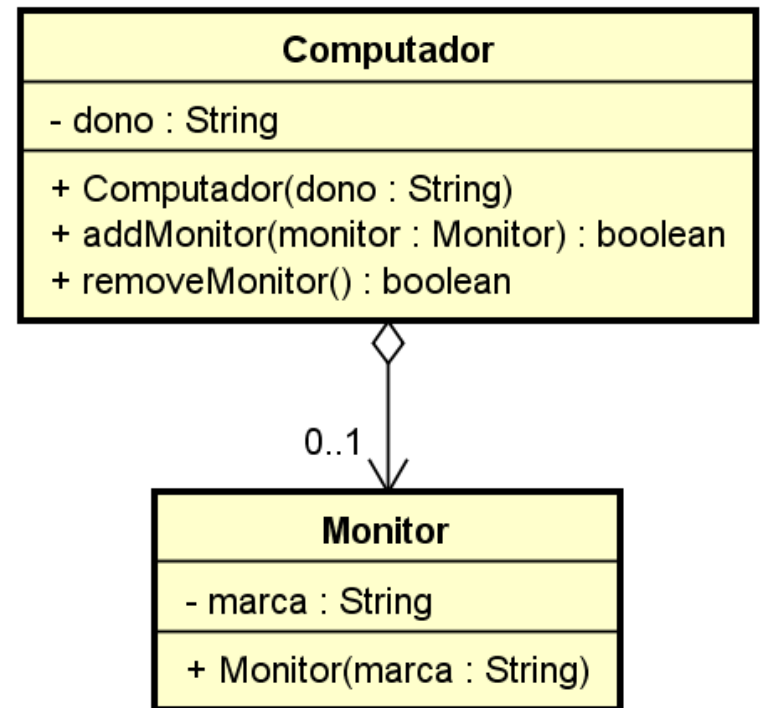 Computador
- dono : String
+ Computador(dono : String)
+ addMonitor(monitor : Monitor) : boolean
+ removeMonitor() : boolean
0..1
Monitor
- marca : String
+ Monitor(marca : String)